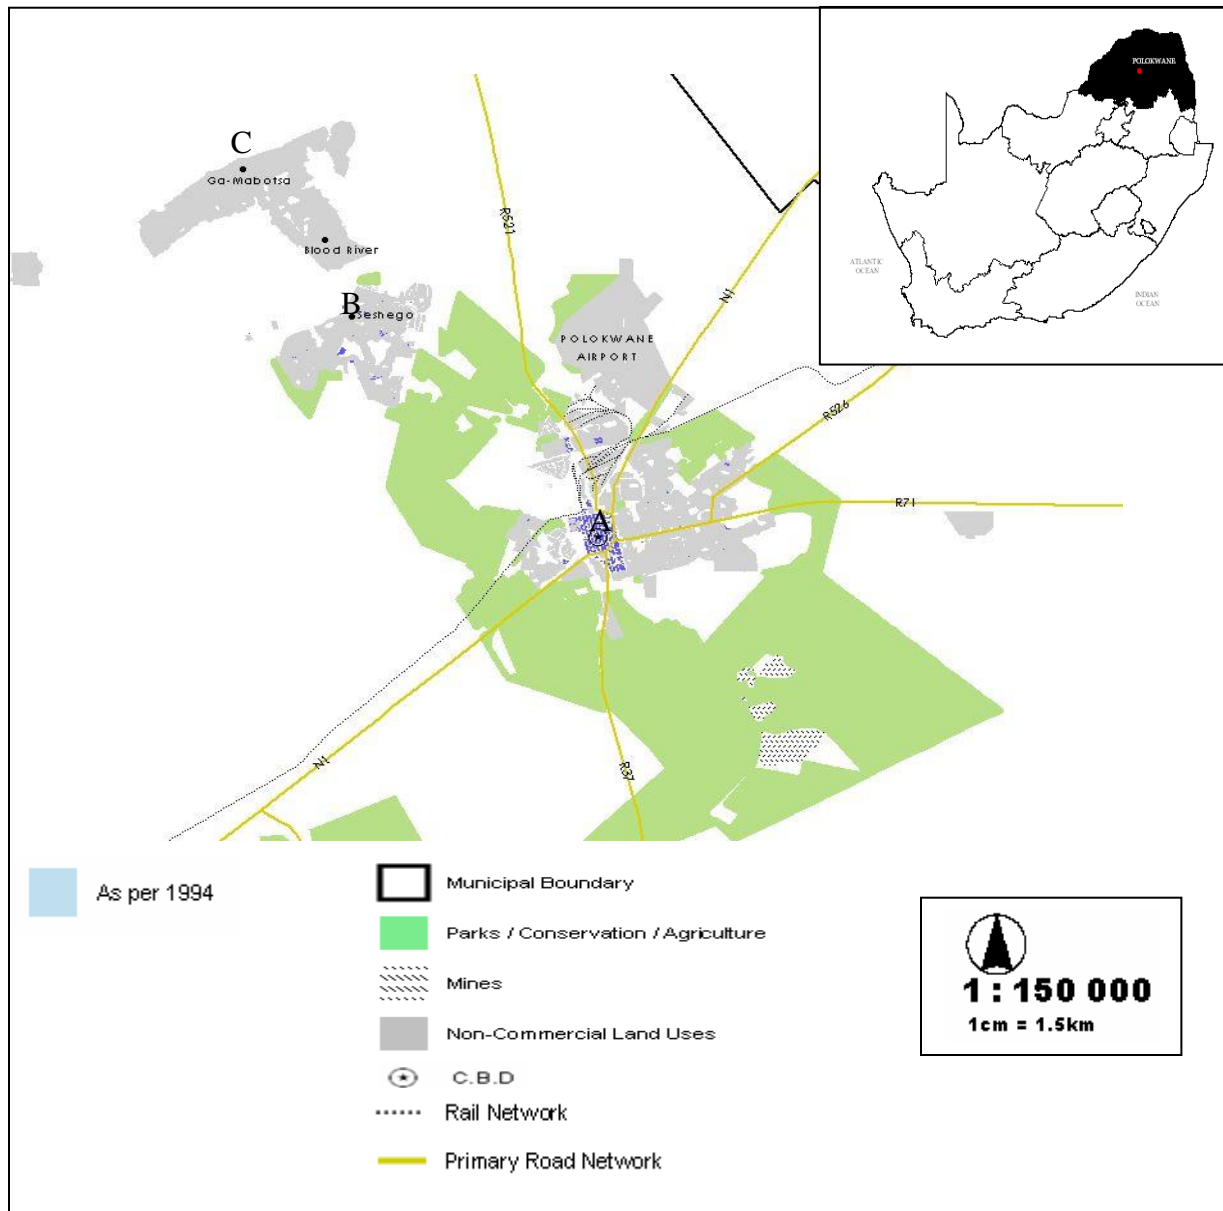 POLOKWANE
ATLANTIC
OCEAN
INDIAN
OCEAN
C
Ga-Mabotsa
R521
Blood River
N1
B
Seshego
POLOKWANE
AIRPORT
R526
R71
A
N1
R37
As per 1994
Municipal Boundary
Parks / Conservation / Agriculture
Mines
Non-Commercial Land Uses
C.B.D
Rail Network
Primary Road Network
1 : 150 000
1cm = 1.5km